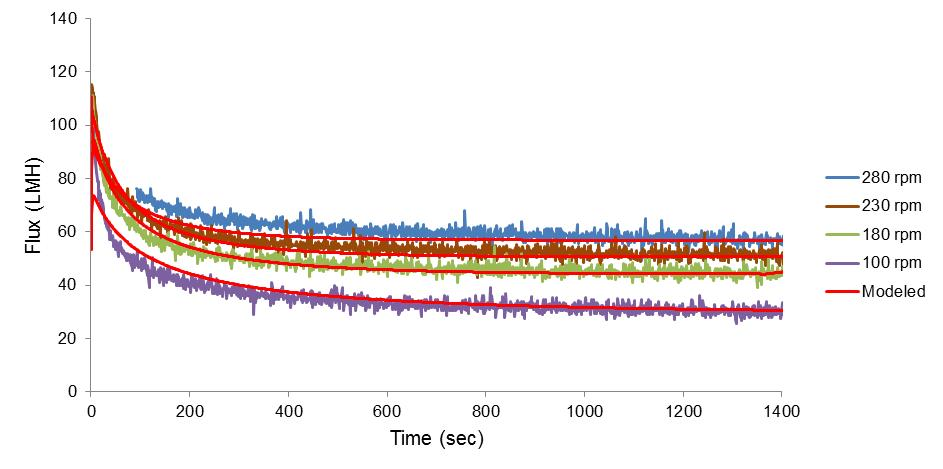 140
120
100
80
60
40
20
0
Flux (LMH)
0 200 400 600 800 1000 1200 1400
Time (sec)
280 rpm
230 rpm
180 rpm
100 rpm
Modeled